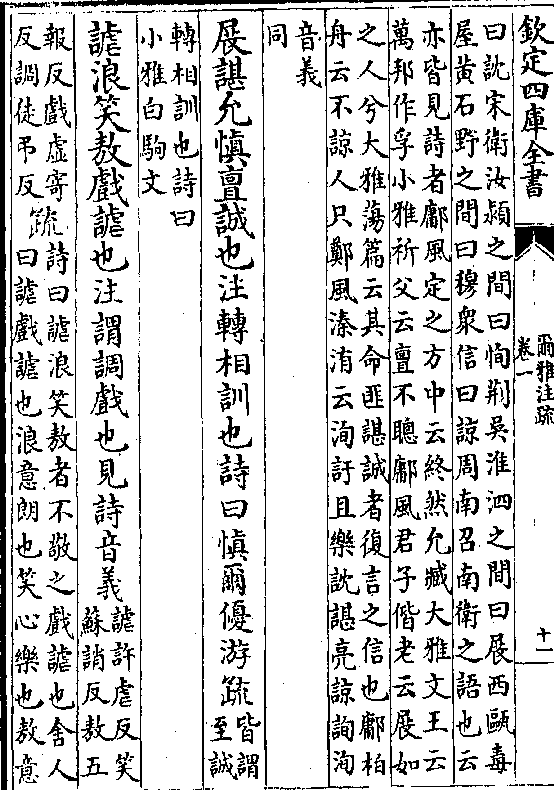 欽定四庫全書
爾雅注疏
卷一
十一
曰訦宋衛汝潁之間曰恂荆吳淮泗之間曰展西甌毒
屋黄石野之間曰穆衆信曰諒周南召南衛之語也云
亦皆見詩者鄘風定之方中云終然允臧大雅文王云
萬邦作孚小雅祈父云亶不聰鄘風君子偕老云展如
之人兮大雅蕩篇云其命匪諶誠者復言之信也鄘柏
舟云不諒人只鄭風溱洧云洵訏且樂訦諶亮諒詢洵
音義
同
展諶允慎亶誠也注轉相訓也詩曰慎爾優游疏皆謂
至誠
轉相訓也詩曰
小雅白駒文
謔浪笑敖戲謔也注謂調戲也見詩音義謔許虐反笑
蘇誚反敖五
報反戲虚寄
反調徒弔反
疏詩曰謔浪笑敖者不敬之戲謔也舍人
曰謔戲謔也浪意朗也笑心樂也敖意